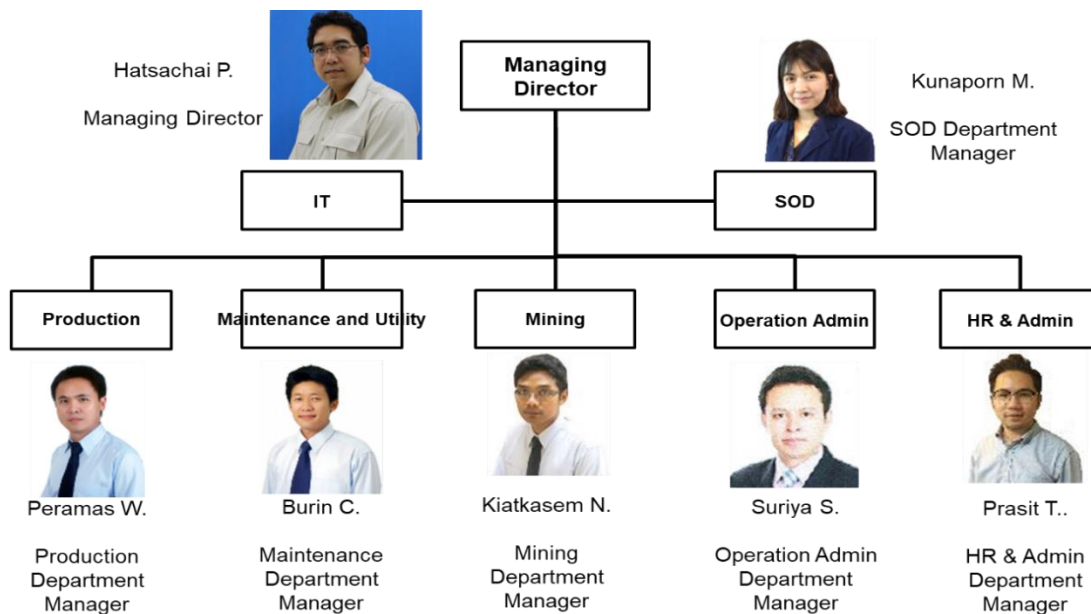 Hatsachai P.
Managing Director
Managing
Director
Kunaporn M.
SOD Department
Manager
IT
SOD
Production
Maintenance and Utility
Mining
Operation Admin
HR & Admin
Peramas W.
Production
Department
Manager
Burin C.
Maintenance
Department
Manager
Kiatkasem N.
Mining
Department
Manager
Suriya S.
Operation Admin
Department
Manager
Prasit T..
HR & Admin
Department
Manager